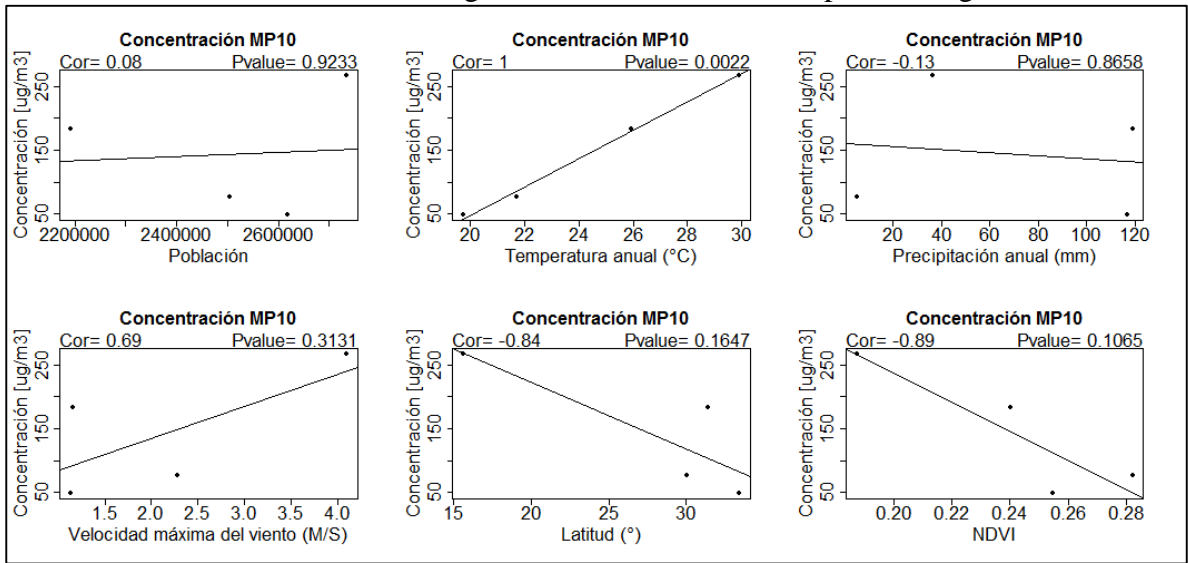 Concentración MP10
Cor= 0.08 Pvalue= 0.9233
Concentración [ug/m3]
50 150 250
2200000 2400000 2600000
Población
Concentración MP10
Cor= 1 Pvalue= 0.0022
Concentración [ug/m3]
50 150 250
20 22 24 26 28 30
Temperatura anual (°C)
Concentración MP10
Cor= -0.13 Pvalue= 0.8658
Concentración [ug/m3]
50 150 250
20 40 60 80 100 120
Precipitación anual (mm)
Concentración MP10
Cor= 0.69 Pvalue= 0.3131
Concentración [ug/m3]
50 150 250
1.5 2.0 2.5 3.0 3.5 4.0
Velocidad máxima del viento (M/S)
Concentración MP10
Cor= -0.84 Pvalue= 0.1647
Concentración [ug/m3]
50 150 250
15 20 25 30
Latitud (°)
Concentración MP10
Cor= -0.89 Pvalue= 0.1065
Concentración [ug/m3]
50 150 250
0.20 0.22 0.24 0.26 0.28
NDVI